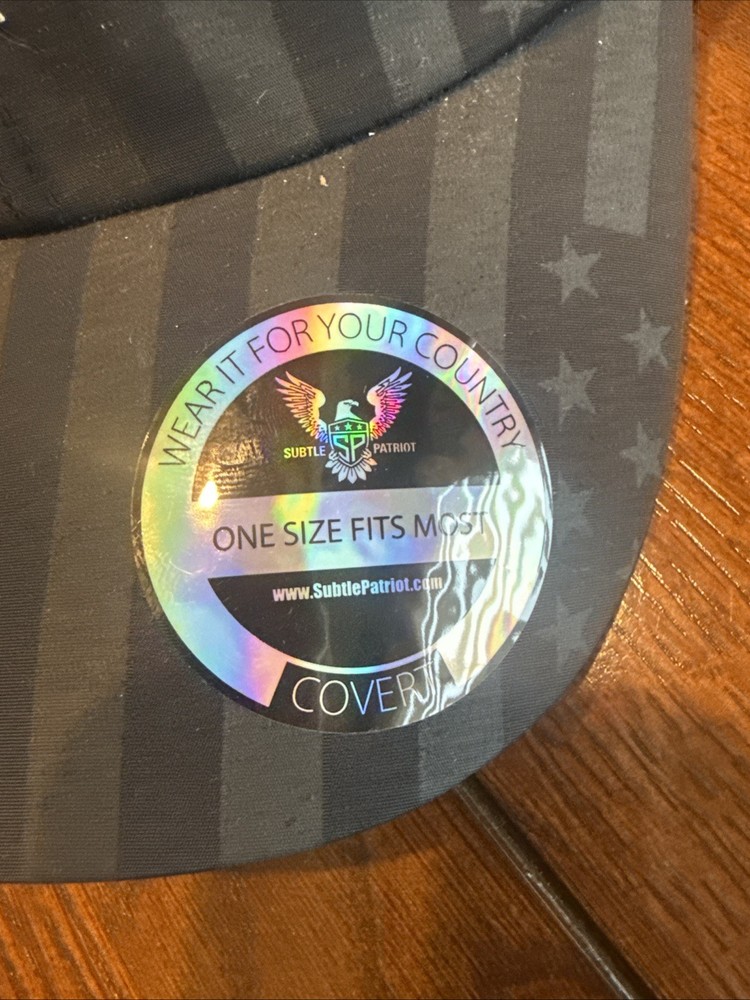 WEAR IT FOR YOUR COUNTRY
SUBTLE SP PATRIOT
ONE SIZE FITS MOST
www.SubtlePatriot.com
COVERT